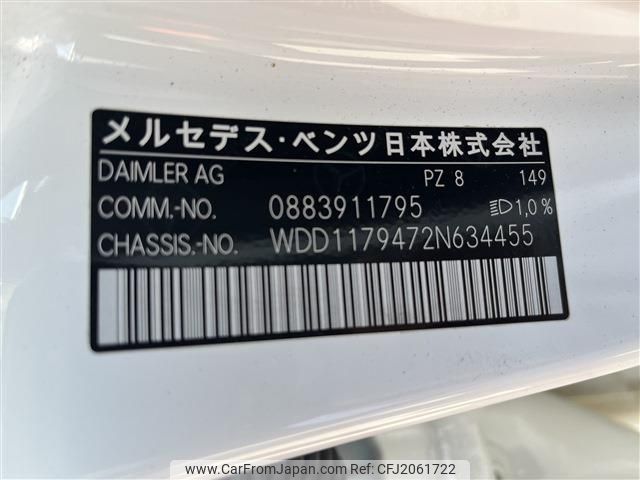 メルセデス・ベンツ日本株式会社
DAIMLER AG PZ 8 149
COMM.-NO. 0883911795 1,0 %
CHASSIS.-NO. WDD1179472N634455
www.CarFromJapan.com | CFJ2061722